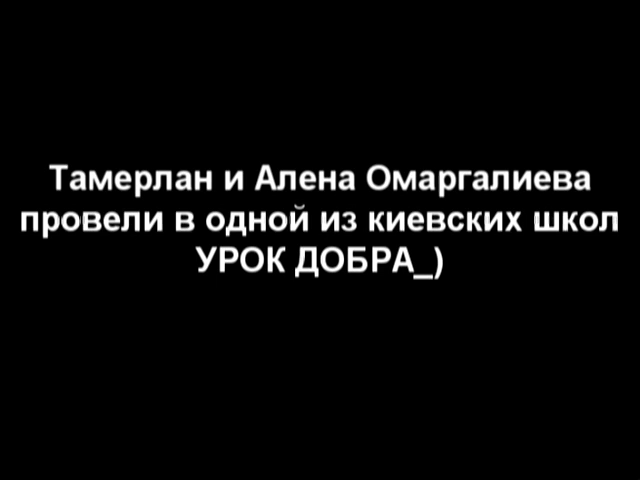 Тамерлан и Алена Омаргалиева
провели в одной из киевских школ
УРОК ДОБРА_)